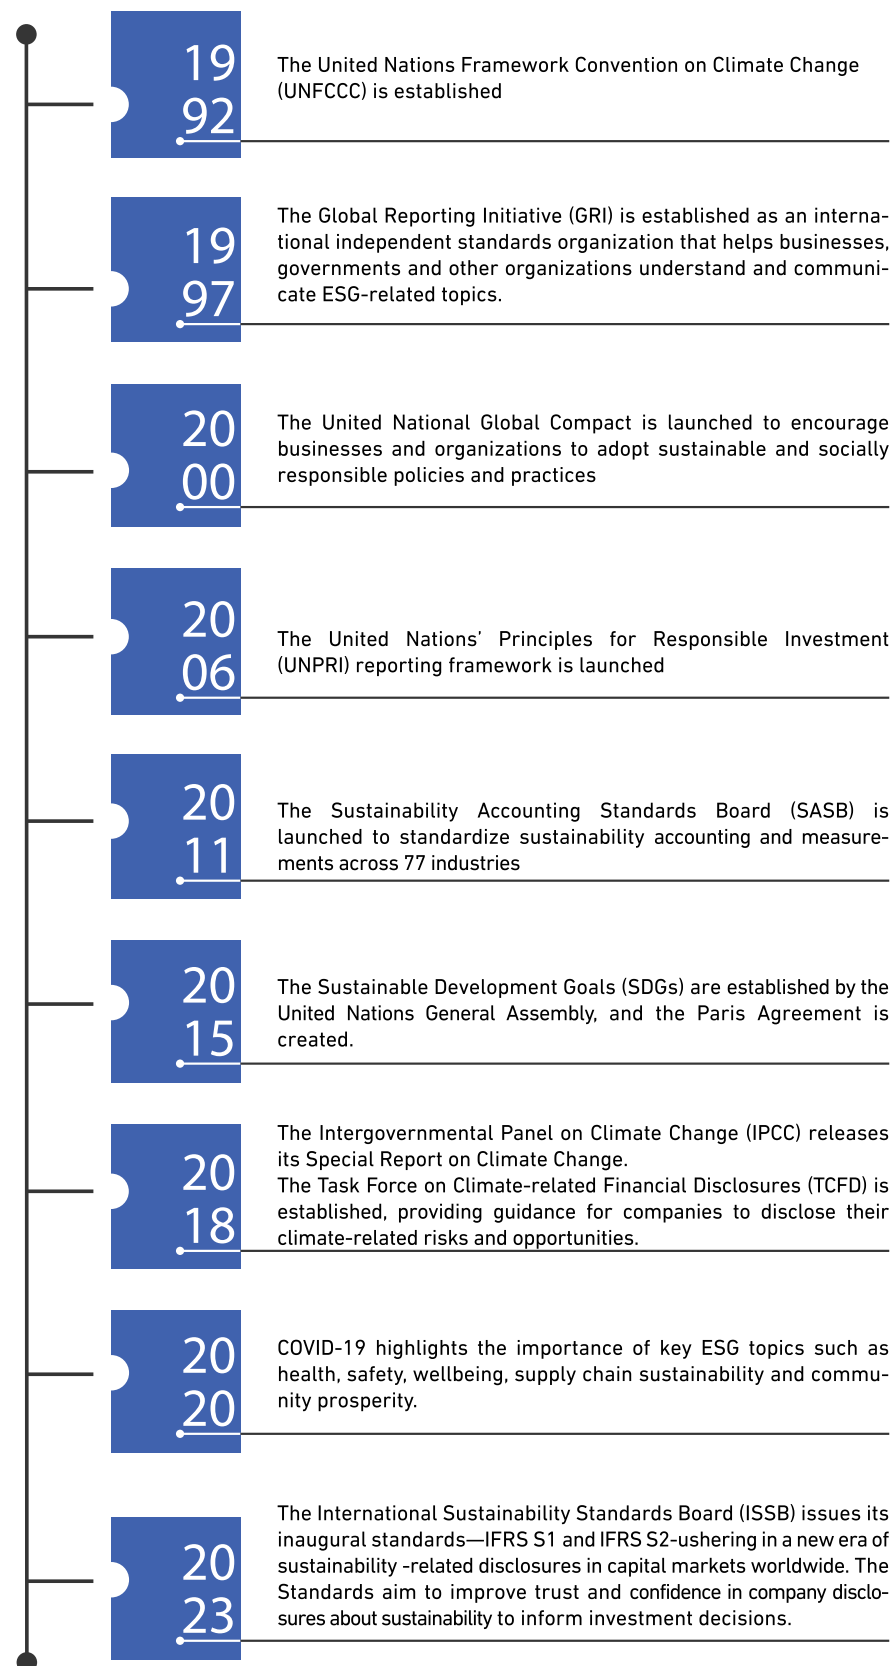 19
92
The United Nations Framework Convention on Climate Change
(UNFCCC) is established
19
97
The Global Reporting Initiative (GRI) is established as an interna-
tional independent standards organization that helps businesses,
governments and other organizations understand and communi-
cate ESG-related topics.
20
00
The United National Global Compact is launched to encourage
businesses and organizations to adopt sustainable and socially
responsible policies and practices
20
06
The United Nations’ Principles for Responsible Investment
(UNPRI) reporting framework is launched
20
11
The Sustainability Accounting Standards Board (SASB) is
launched to standardize sustainability accounting and measure-
ments across 77 industries
20
15
The Sustainable Development Goals (SDGs) are established by the
United Nations General Assembly, and the Paris Agreement is
created.
20
18
The Intergovernmental Panel on Climate Change (IPCC) releases
its Special Report on Climate Change.
The Task Force on Climate-related Financial Disclosures (TCFD) is
established, providing guidance for companies to disclose their
climate-related risks and opportunities.
20
20
COVID-19 highlights the importance of key ESG topics such as
health, safety, wellbeing, supply chain sustainability and commu-
nity prosperity.
20
23
The International Sustainability Standards Board (ISSB) issues its
inaugural standards—IFRS S1 and IFRS S2-ushering in a new era of
sustainability -related disclosures in capital markets worldwide. The
Standards aim to improve trust and confidence in company disclo-
sures about sustainability to inform investment decisions.